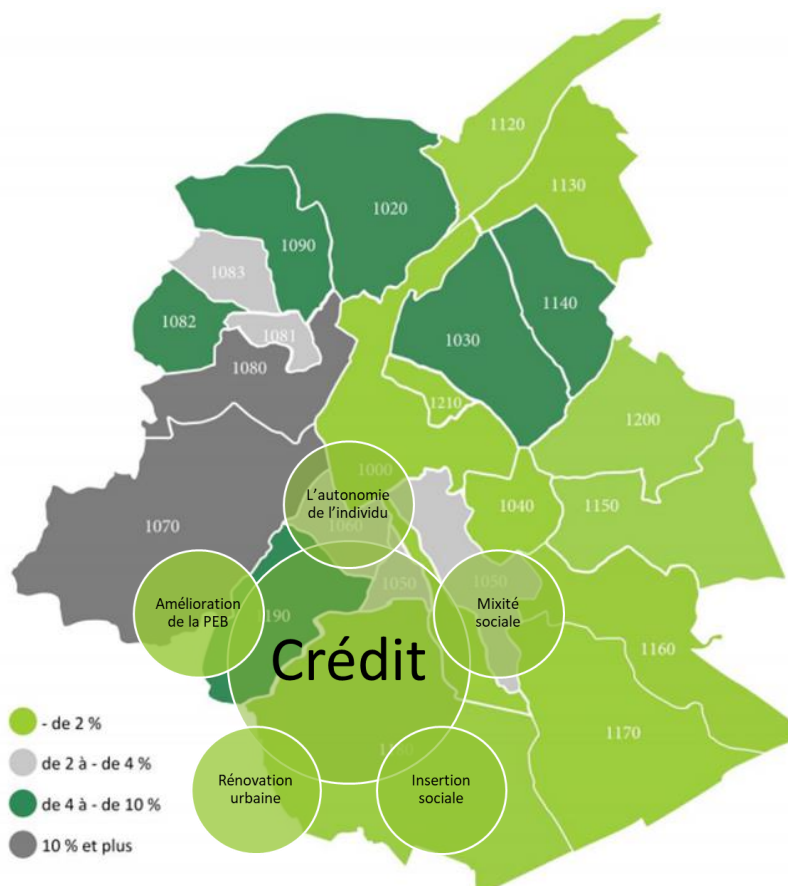 1120
1130
1020
1090
1083
1082
1081
1080
1140
1030
1210
1200
1000
L'autonomie
de l'individu
1060
1040
1150
1070
1050
1050
Amélioration
de la PEB
190
Mixité
sociale
Crédit
1160
1170
- de 2 %
de 2 à - de 4 %
de 4 à - de 10 %
10 % et plus
Rénovation
urbaine
Insertion
sociale